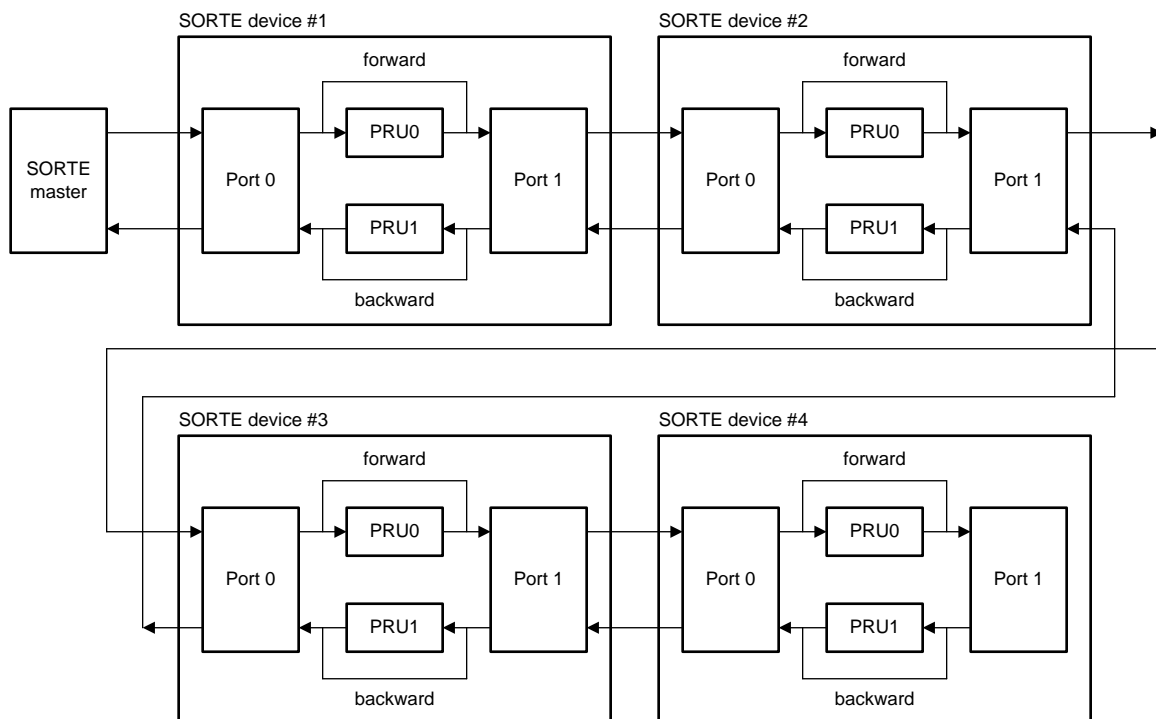 SORTE device #1
SORTE device #2
forward
forward
PRU0
PRU0
SORTE
master
Port 0
Port 1
Port 0
Port 1
PRU1
PRU1
backward
backward
SORTE device #3
SORTE device #4
forward
forward
PRU0
PRU0
Port 0
Port 1
Port 0
Port 1
PRU1
PRU1
backward
backward